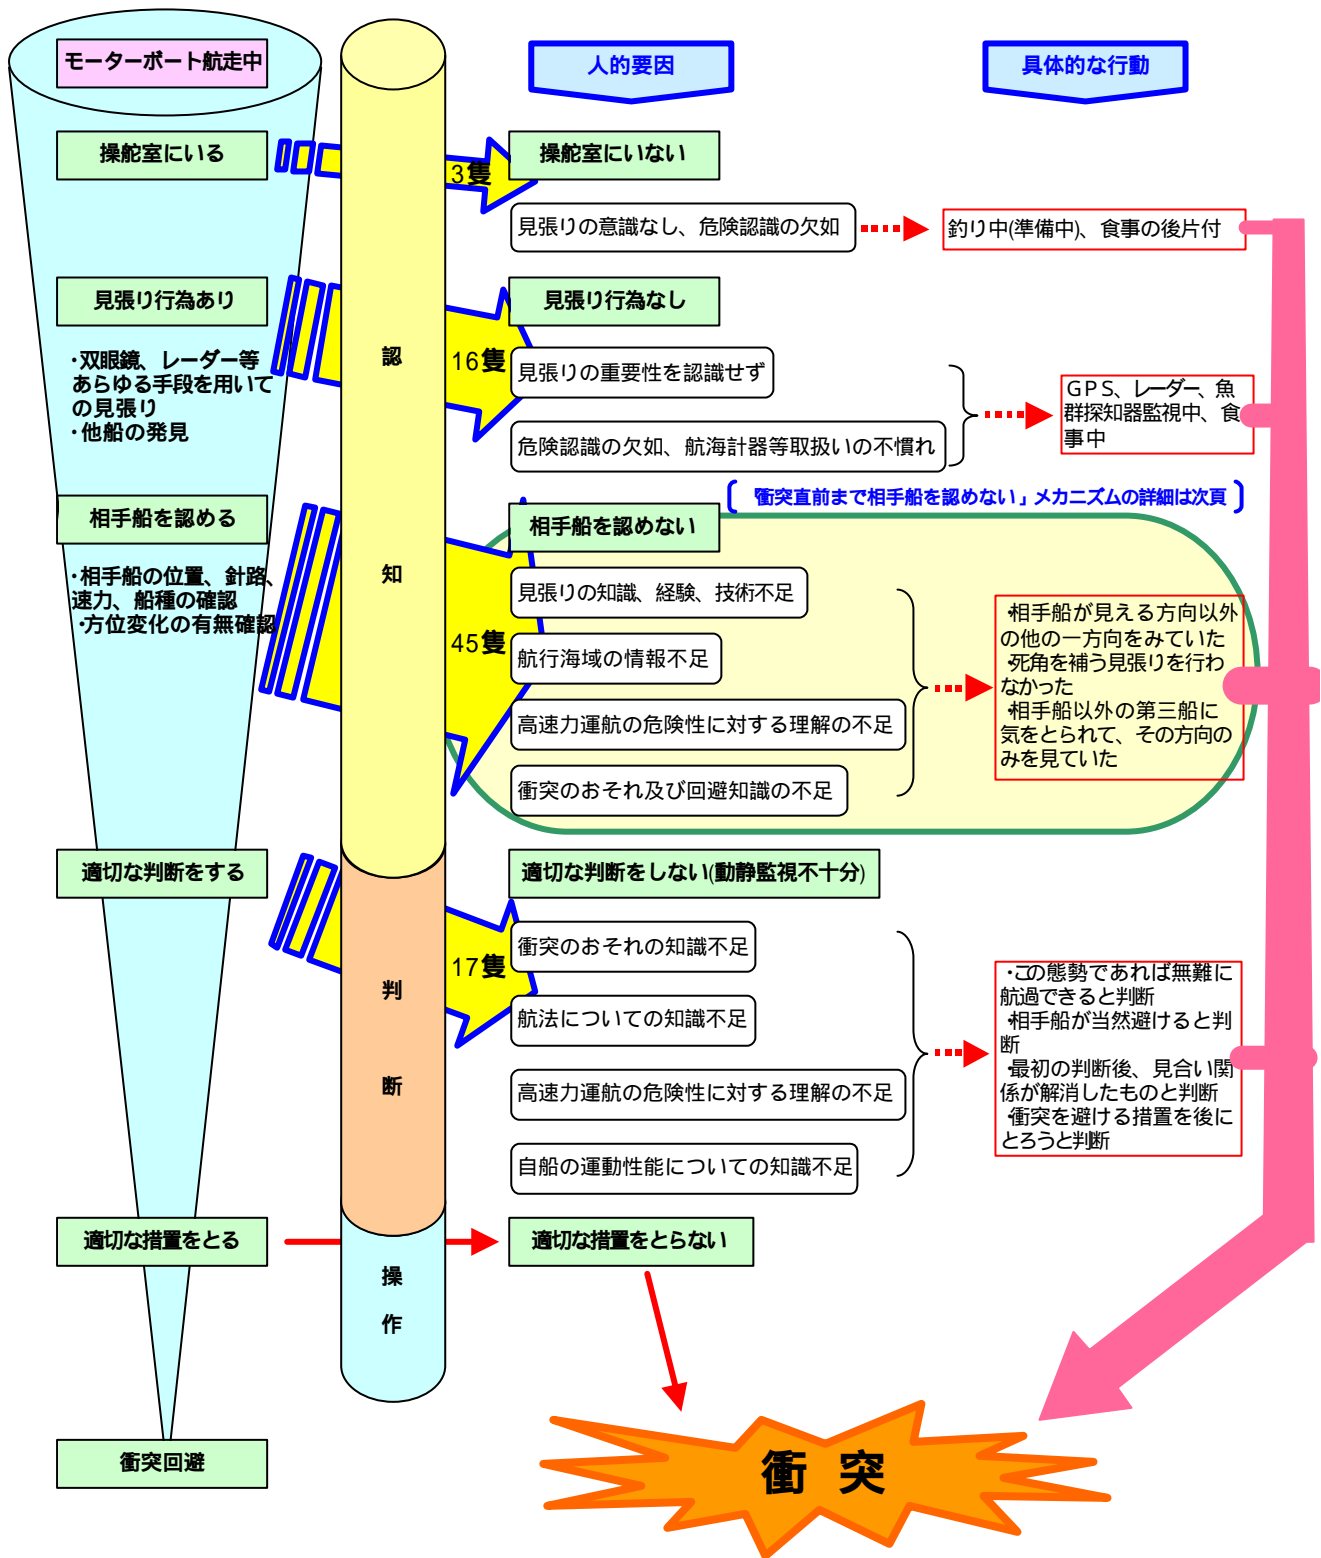 モーターボート航走中
人的要因
具体的な行動
操舵室にいる
3隻
操舵室にいない
見張りの意識なし、危険認識の欠如
釣り中(準備中)、食事の後片付
見張り行為あり
・双眼鏡、レーダー等
あらゆる手段を用いて
の見張り
・他船の発見
16隻
見張り行為なし
見張りの重要性を認識せず
危険認識の欠如、航海計器等取扱いの不慣れ
GPS、レーダー、魚
群探知器監視中、食
事中
「衝突直前まで相手船を認めない」メカニズムの詳細は次頁
相手船を認める
・相手船の位置、針路、
速力、船種の確認
・方位変化の有無確認
45隻
相手船を認めない
見張りの知識、経験、技術不足
航行海域の情報不足
高速力運航の危険性に対する理解の不足
衝突のおそれ及び回避知識の不足
・相手船が見える方向以外
の他の一方向をみていた
・死角を補う見張りを行わ
なかった
・相手船以外の第三船に
気をとられて、その方向の
みを見ていた
認
知
適切な判断をする
17隻
適切な判断をしない(動静監視不十分)
衝突のおそれの知識不足
航法についての知識不足
高速力運航の危険性に対する理解の不足
自船の運動性能についての知識不足
・この態勢であれば無難に
航過できると判断
・相手船が当然避けると判
断
・最初の判断後、見合い関
係が解消したものと判断
・衝突を避ける措置を後に
とろうと判断
判
断
適切な措置をとる
適切な措置をとらない
操
作
衝突回避
衝 突